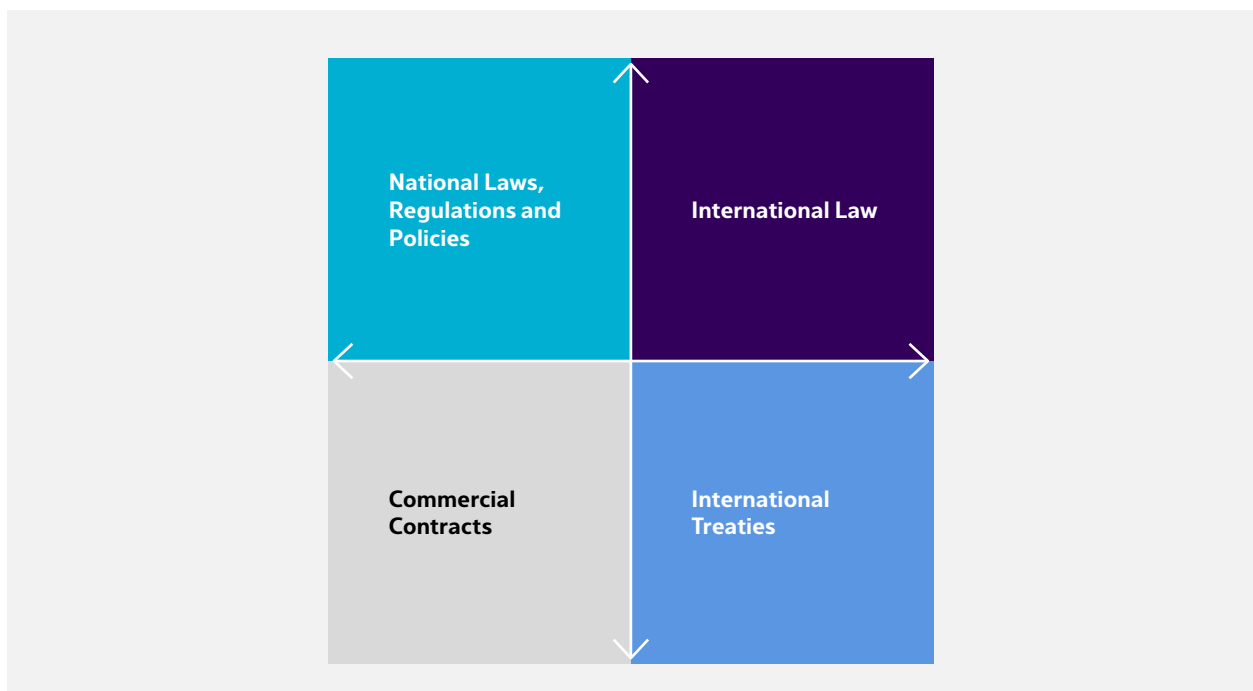 National Laws,
Regulations and
Policies
International Law
Commercial
Contracts
International
Treaties